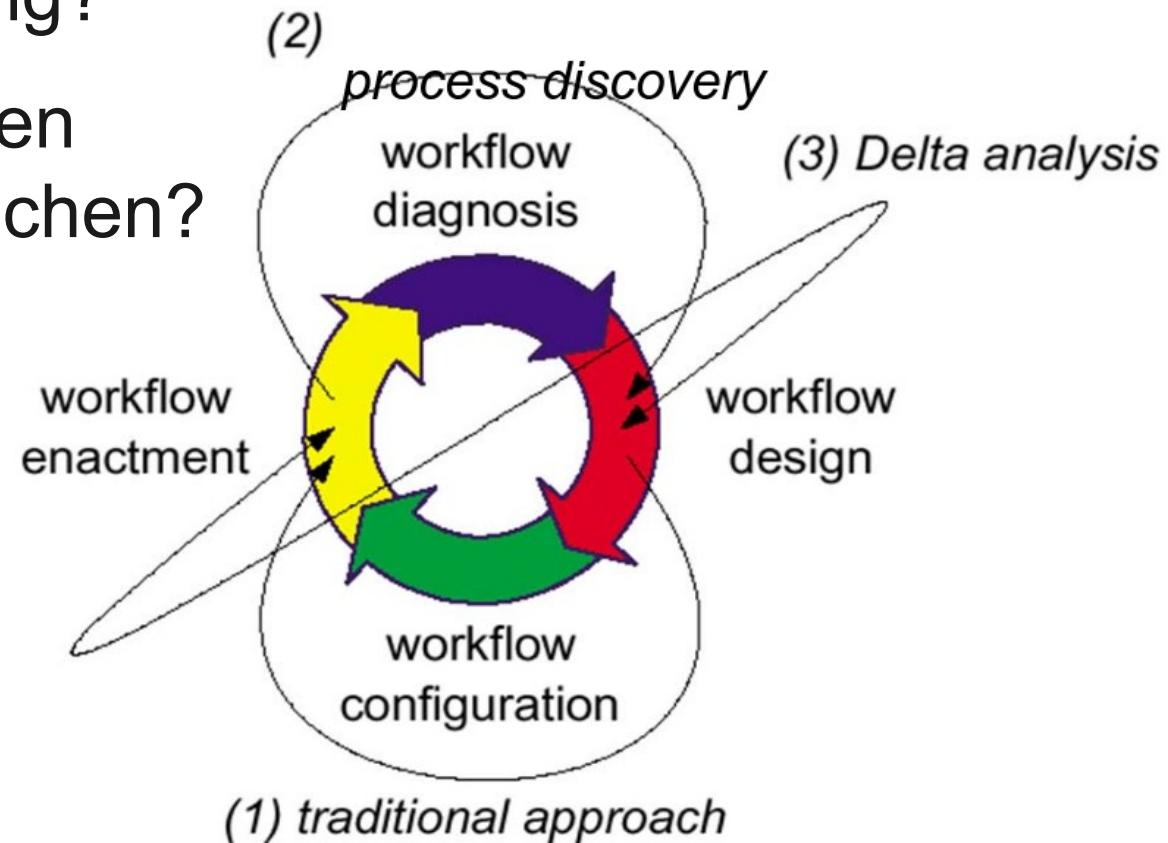 ng?
en
chen?
(2)
process discovery
workflow
diagnosis
(3) Delta analysis
workflow
enactment
workflow
design
workflow
configuration
(1) traditional approach